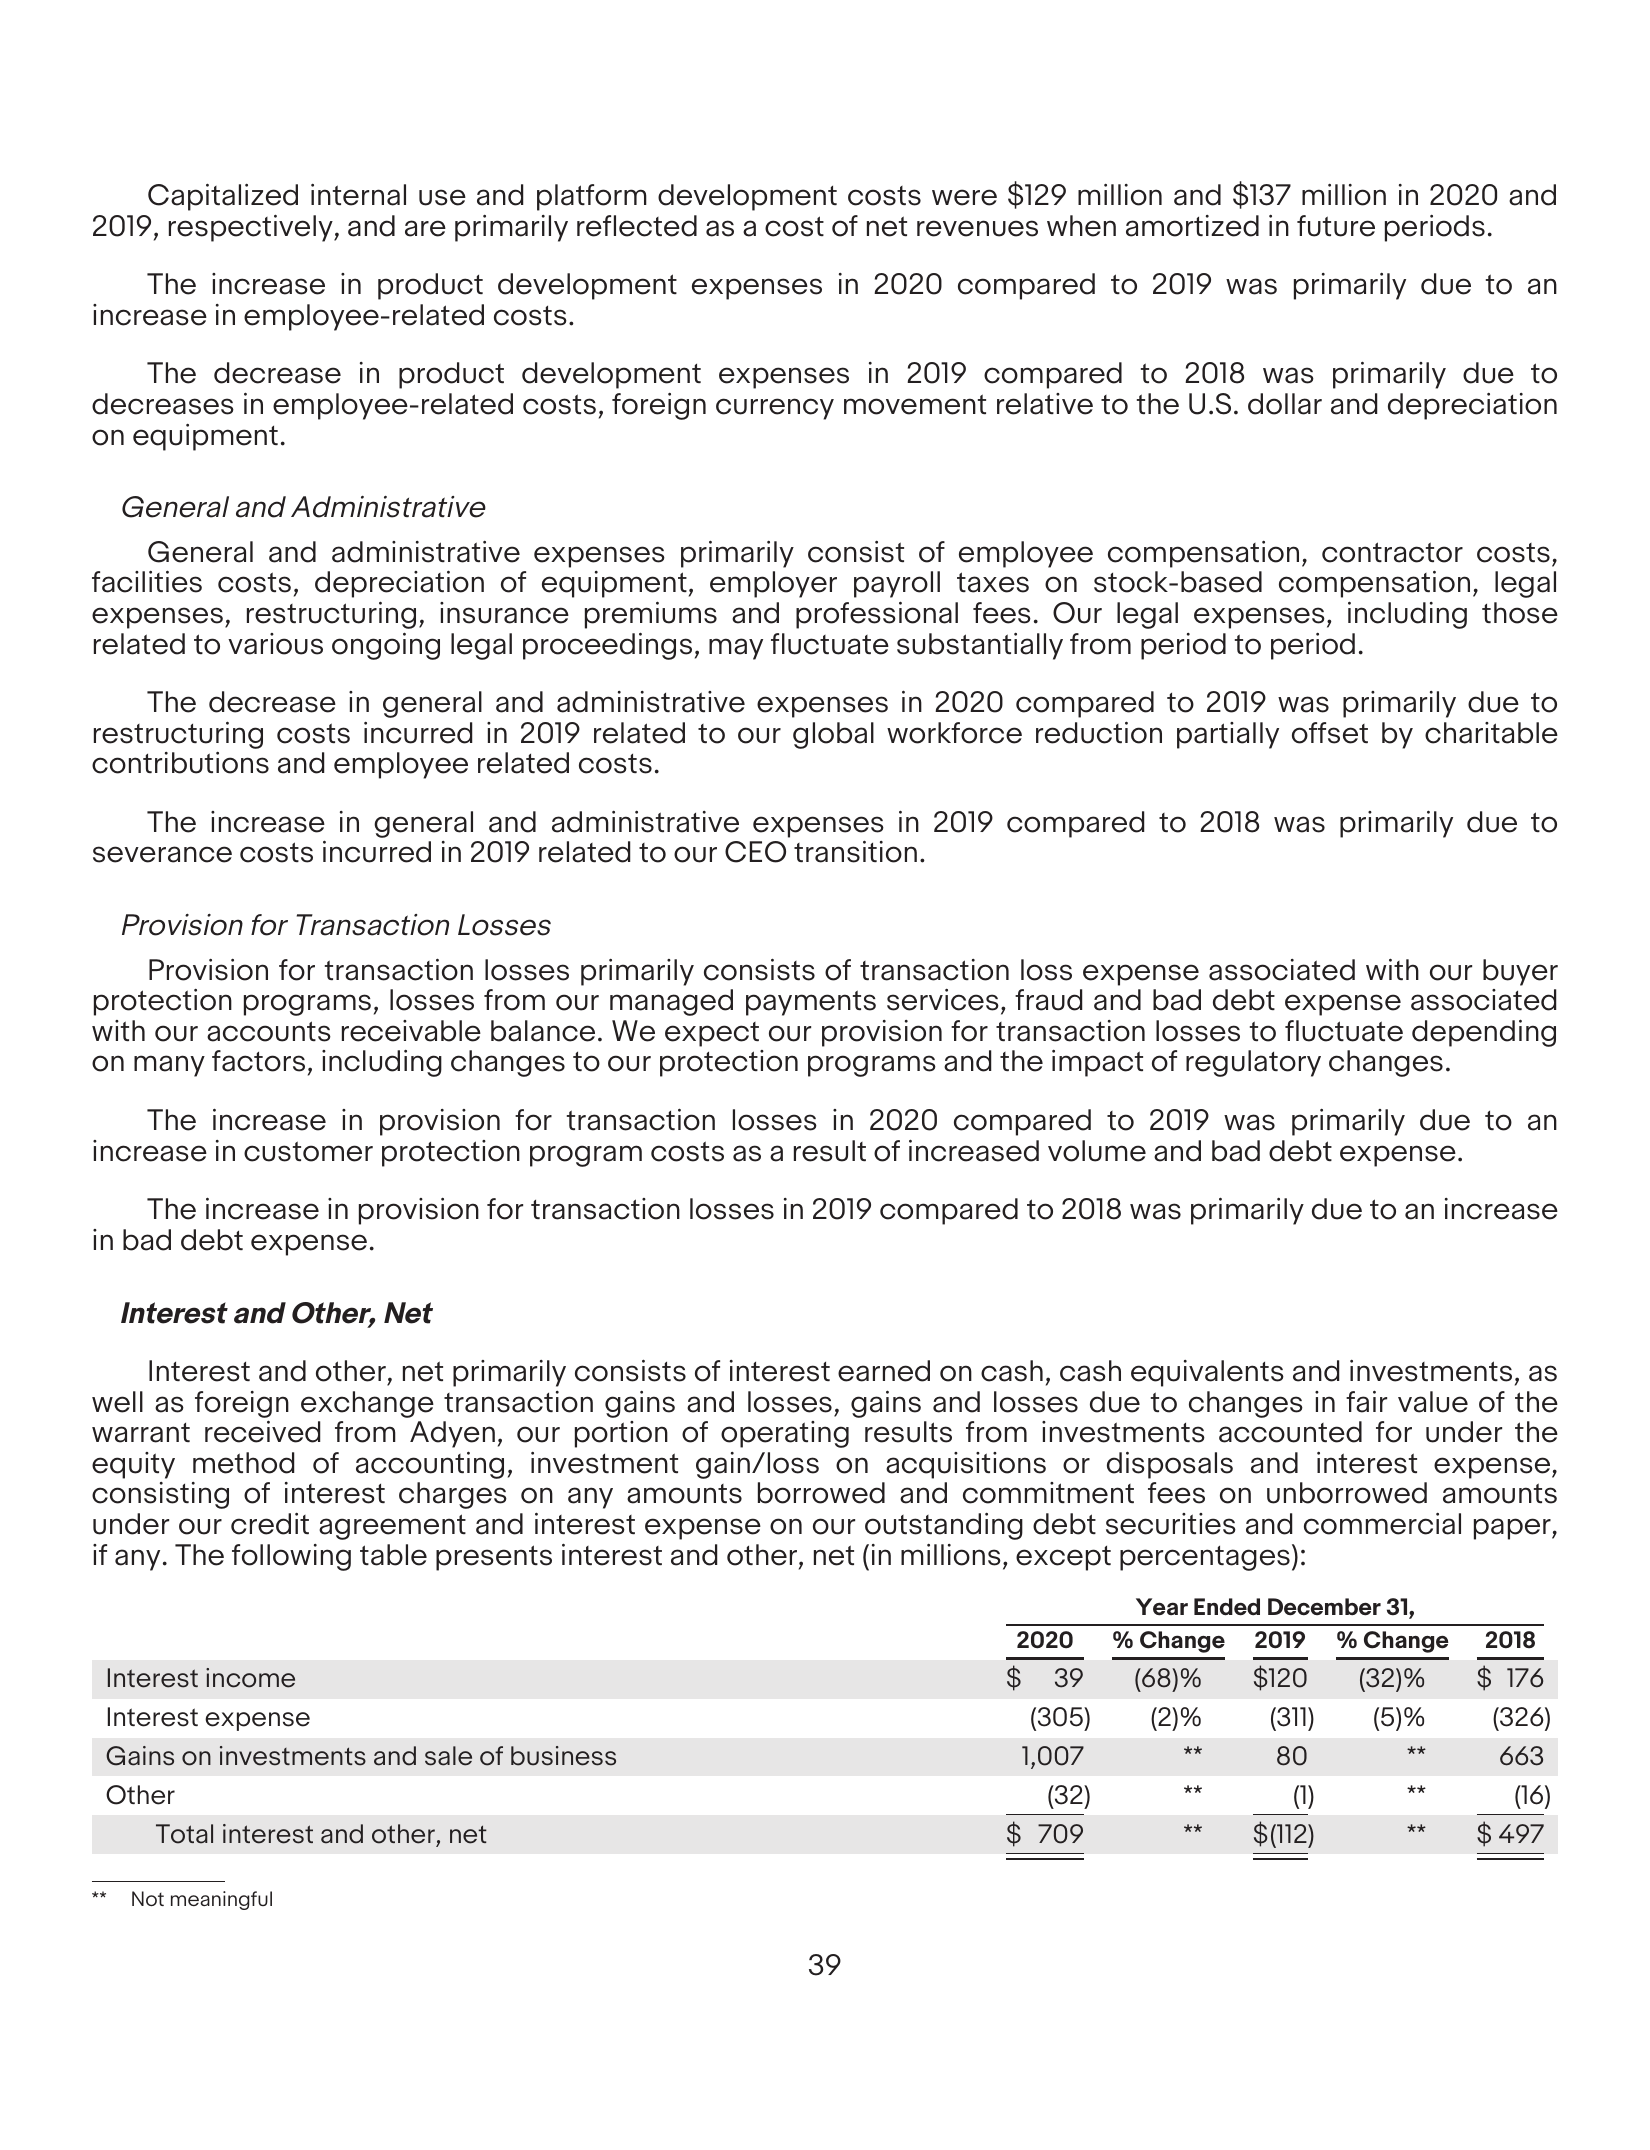 Capitalized internal use and platform development costs were $129 million and $137 million in 2020 and
2019, respectively, and are primarily reflected as a cost of net revenues when amortized in future periods.
The increase in product development expenses in 2020 compared to 2019 was primarily due to an
increase in employee-related costs.
The decrease in product development expenses in 2019 compared to 2018 was primarily due to
decreases in employee-related costs, foreign currency movement relative to the U.S. dollar and depreciation
on equipment.
General and Administrative
General and administrative expenses primarily consist of employee compensation, contractor costs,
facilities costs, depreciation of equipment, employer payroll taxes on stock-based compensation, legal
expenses, restructuring, insurance premiums and professional fees. Our legal expenses, including those
related to various ongoing legal proceedings, may fluctuate substantially from period to period.
The decrease in general and administrative expenses in 2020 compared to 2019 was primarily due to
restructuring costs incurred in 2019 related to our global workforce reduction partially offset by charitable
contributions and employee related costs.
The increase in general and administrative expenses in 2019 compared to 2018 was primarily due to
severance costs incurred in 2019 related to our CEO transition.
Provision for Transaction Losses
Provision for transaction losses primarily consists of transaction loss expense associated with our buyer
protection programs, losses from our managed payments services, fraud and bad debt expense associated
with our accounts receivable balance. We expect our provision for transaction losses to fluctuate depending
on many factors, including changes to our protection programs and the impact of regulatory changes.
The increase in provision for transaction losses in 2020 compared to 2019 was primarily due to an
increase in customer protection program costs as a result of increased volume and bad debt expense.
The increase in provision for transaction losses in 2019 compared to 2018 was primarily due to an increase
in bad debt expense.
Interest and Other, Net
Interest and other, net primarily consists of interest earned on cash, cash equivalents and investments, as
well as foreign exchange transaction gains and losses, gains and losses due to changes in fair value of the
warrant received from Adyen, our portion of operating results from investments accounted for under the
equity method of accounting, investment gain/loss on acquisitions or disposals and interest expense,
consisting of interest charges on any amounts borrowed and commitment fees on unborrowed amounts
under our credit agreement and interest expense on our outstanding debt securities and commercial paper,
if any. The following table presents interest and other, net (in millions, except percentages):
Year Ended December 31,
2020 % Change 2019 % Change 2018
Interest income $ 39 (68)% $120 (32)% $ 176
Interest expense (305) (2)% (311) (5)% (326)
Gains on investments and sale of business 1,007 ** 80 ** 663
Other (32) ** (1) ** (16)
Total interest and other, net $ 709 ** $(112) ** $ 497
** Not meaningful
39